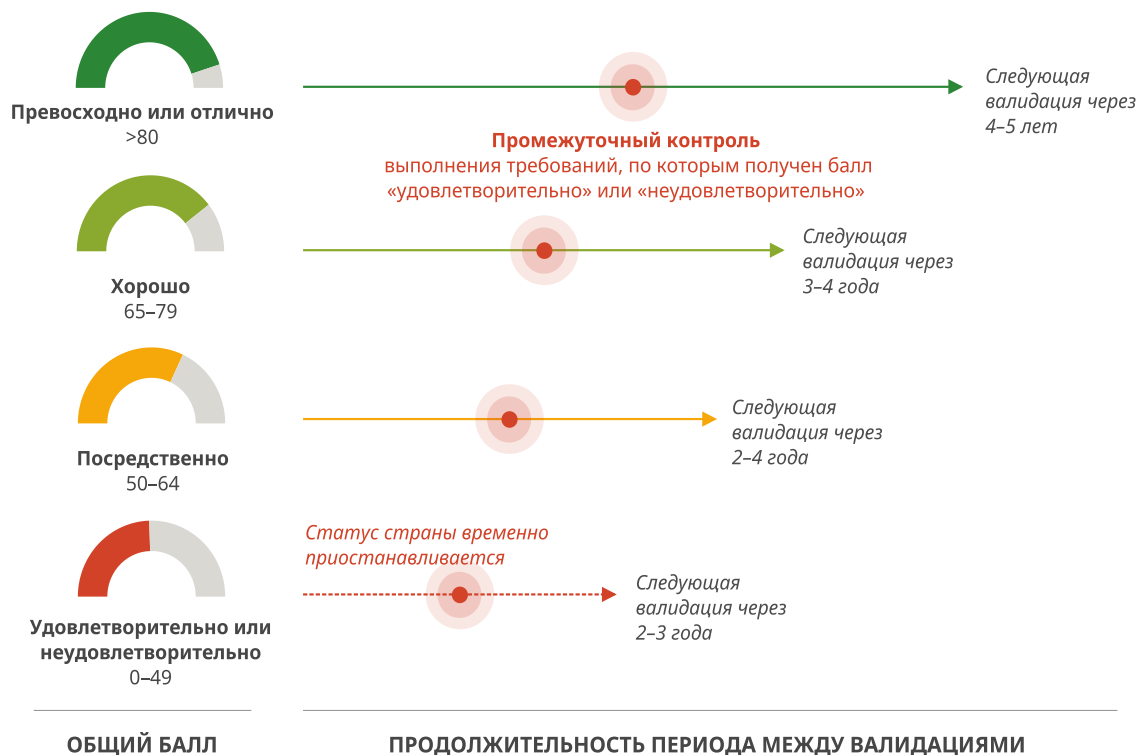 Превосходно или отлично
>80
Следующая
валидация через
4–5 лет
Промежуточный контроль
выполнения требований, по которым получен балл
«удовлетворительно» или «неудовлетворительно»
Хорошо
65–79
Следующая
валидация через
3–4 года
Посредственно
50–64
Следующая
валидация через
2–4 года
Статус страны временно
приостанавливается
Удовлетворительно или
неудовлетворительно
0–49
Следующая
валидация через
2–3 года
ОБЩИЙ БАЛЛ
ПРОДОЛЖИТЕЛЬНОСТЬ ПЕРИОДА МЕЖДУ ВАЛИДАЦИЯМИ